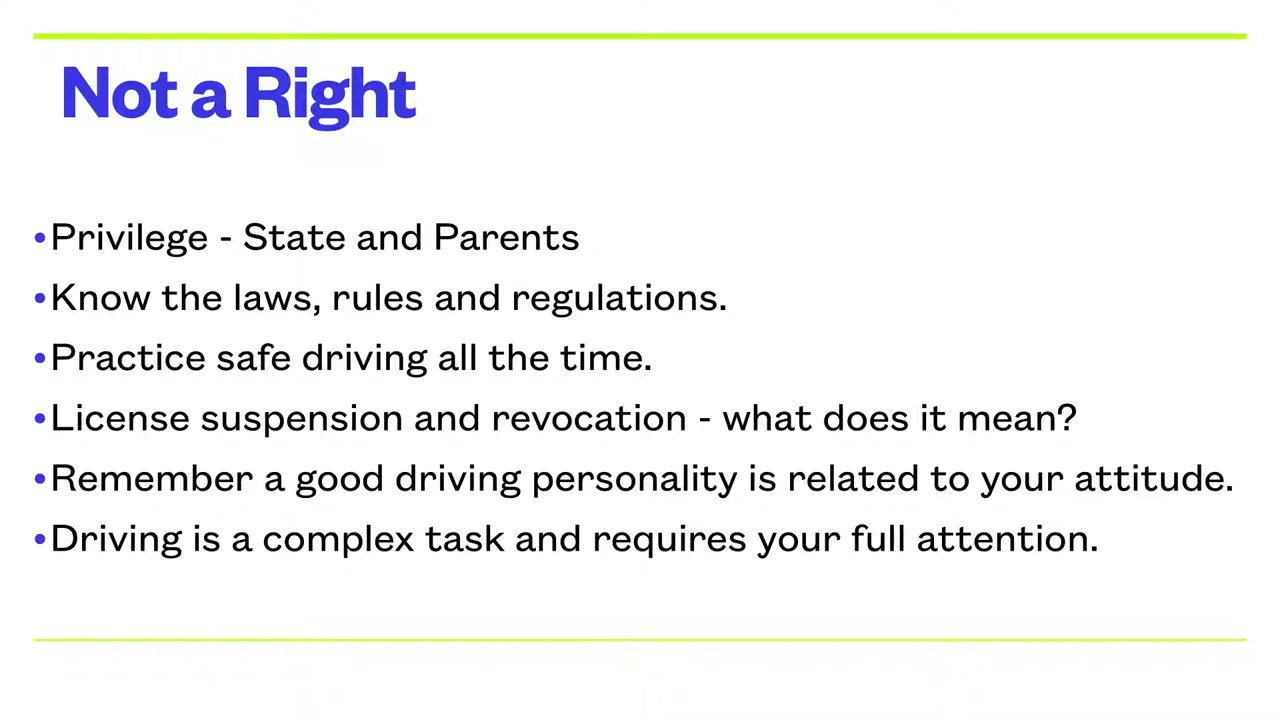 Not a Right
•Privilege - State and Parents
•Know the laws, rules and regulations.
•Practice safe driving all the time.
•License suspension and revocation - what does it mean?
•Remember a good driving personality is related to your attitude.
•Driving is a complex task and requires your full attention.